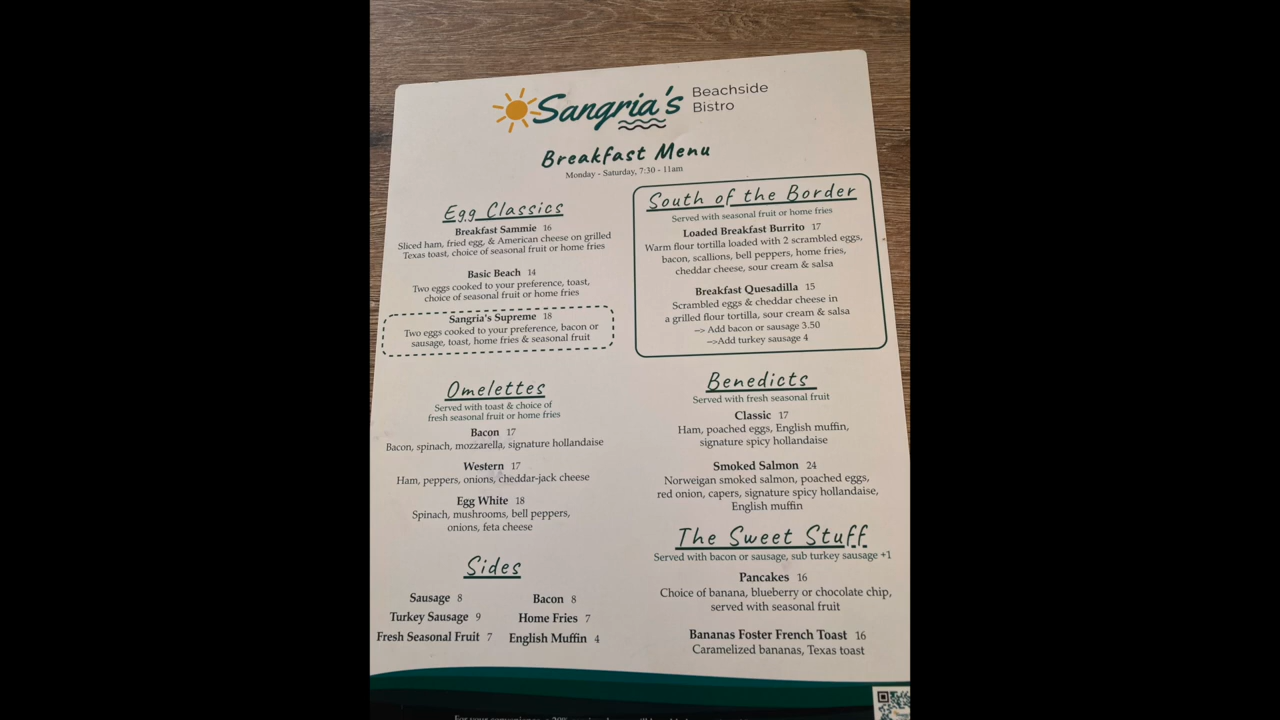 Sangria's Beachside
Bistro
Breakfast Menu
Monday - Saturday, 7:30 - 11am
Egg Classics
Breakfast Sammie 16
Sliced ham, fried egg, & American cheese on grilled
Texas toast, choice of seasonal fruit or home fries
Basic Beach 14
Two eggs cooked to your preference, toast,
choice of seasonal fruit or home fries
Sangria's Supreme 18
Two eggs cooked to your preference, bacon or
sausage, toast, home fries & seasonal fruit
Omelettes
Served with toast & choice of
fresh seasonal fruit or home fries
Bacon 17
Bacon, spinach, mozzarella, signature hollandaise
Western 17
Ham, peppers, onions, cheddar-jack cheese
Egg White 18
Spinach, mushrooms, bell peppers,
onions, feta cheese
Sides
Sausage 8
Turkey Sausage 9
Fresh Seasonal Fruit 7
Bacon 8
Home Fries 7
English Muffin 4
South of the Border
Served with seasonal fruit or home fries
Loaded Breakfast Burrito 17
Warm flour tortilla loaded with 2 scrambled eggs,
bacon, scallions, bell peppers, home fries,
cheddar cheese, sour cream & salsa
Breakfast Quesadilla 15
Scrambled eggs & cheddar cheese in
a grilled flour tortilla, sour cream & salsa
--> Add bacon or sausage 3.50
-->Add turkey sausage 4
Benedicts
Served with fresh seasonal fruit
Classic 17
Ham, poached eggs, English muffin,
signature spicy hollandaise
Smoked Salmon 24
Norweigan smoked salmon, poached eggs,
red onion, capers, signature spicy hollandaise,
English muffin
The Sweet Stuff
Served with bacon or sausage, sub turkey sausage +1
Pancakes 16
Choice of banana, blueberry or chocolate chip,
served with seasonal fruit
Bananas Foster French Toast 16
Caramelized bananas, Texas toast
For your convenience, a 20%